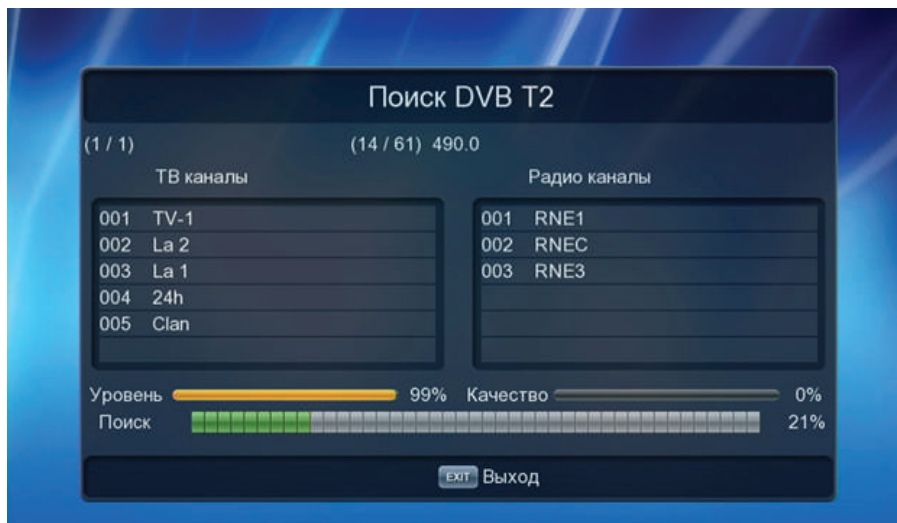 Поиск DVB T2
(1 / 1) (14 / 61) 490.0
ТВ каналы Радио каналы
001 TV-1 001 RNE1
002 La 2 002 RNEC
003 La 1 003 RNE3
004 24h
005 Clan
Уровень 99% Качество 0%
Поиск 21%
EXIT Выход